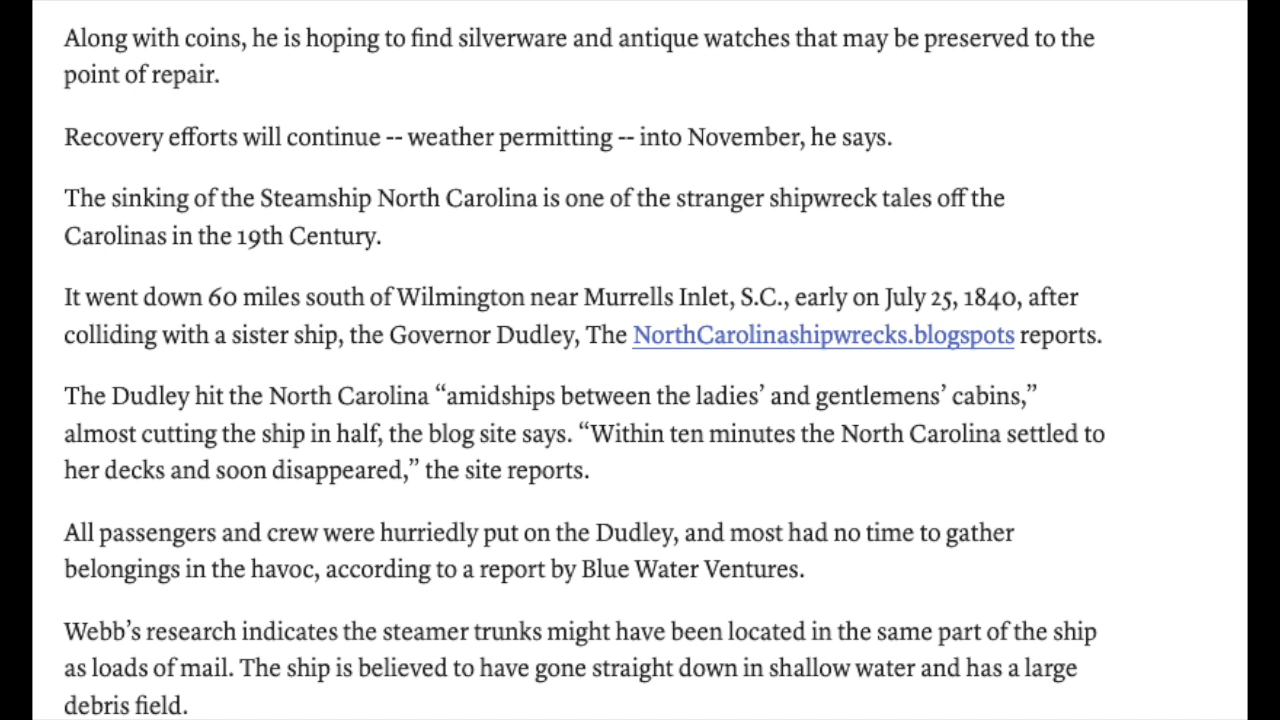 Along with coins, he is hoping to find silverware and antique watches that may be preserved to the
point of repair.
Recovery efforts will continue -- weather permitting -- into November, he says.
The sinking of the Steamship North Carolina is one of the stranger shipwreck tales off the
Carolinas in the 19th Century.
It went down 60 miles south of Wilmington near Murrells Inlet, S.C., early on July 25, 1840, after
colliding with a sister ship, the Governor Dudley, The NorthCarolinashipwrecks.blogspots reports.
The Dudley hit the North Carolina “amidships between the ladies’ and gentlemens’ cabins,”
almost cutting the ship in half, the blog site says. “Within ten minutes the North Carolina settled to
her decks and soon disappeared,” the site reports.
All passengers and crew were hurriedly put on the Dudley, and most had no time to gather
belongings in the havoc, according to a report by Blue Water Ventures.
Webb’s research indicates the steamer trunks might have been located in the same part of the ship
as loads of mail. The ship is believed to have gone straight down in shallow water and has a large
debris field.